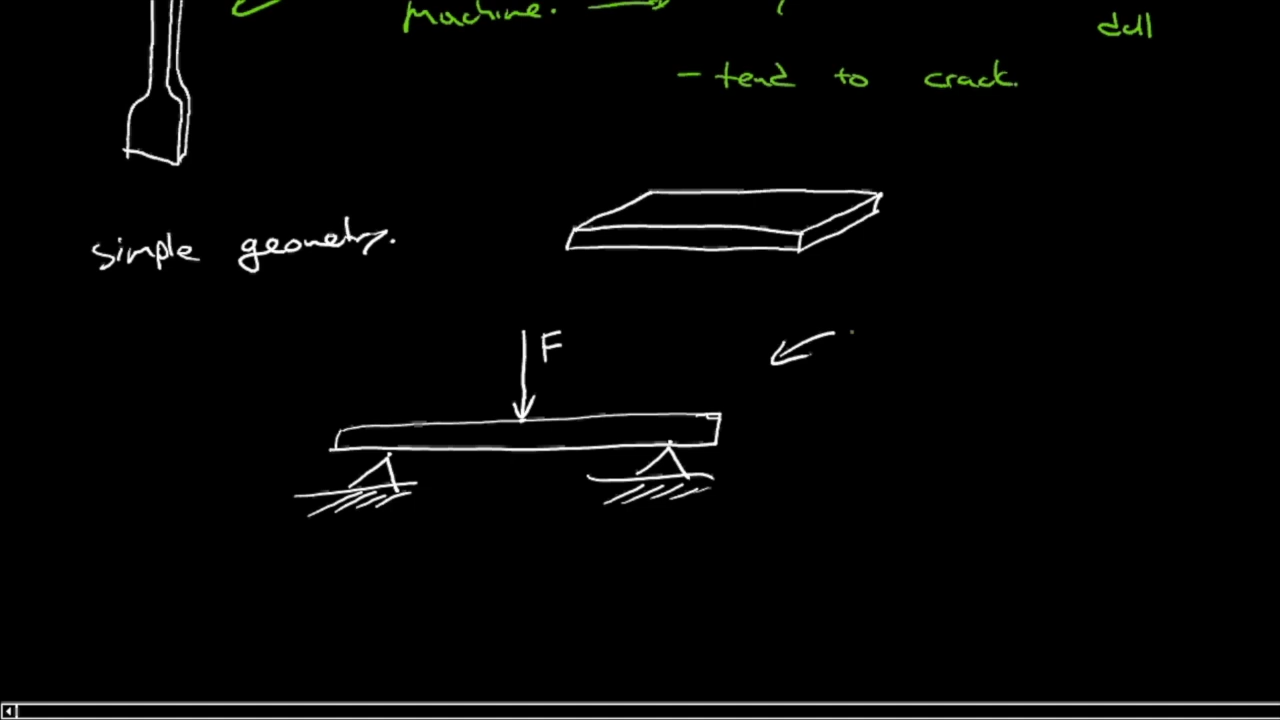 machine.
dull
- tend to crack.
simple geometry.
F